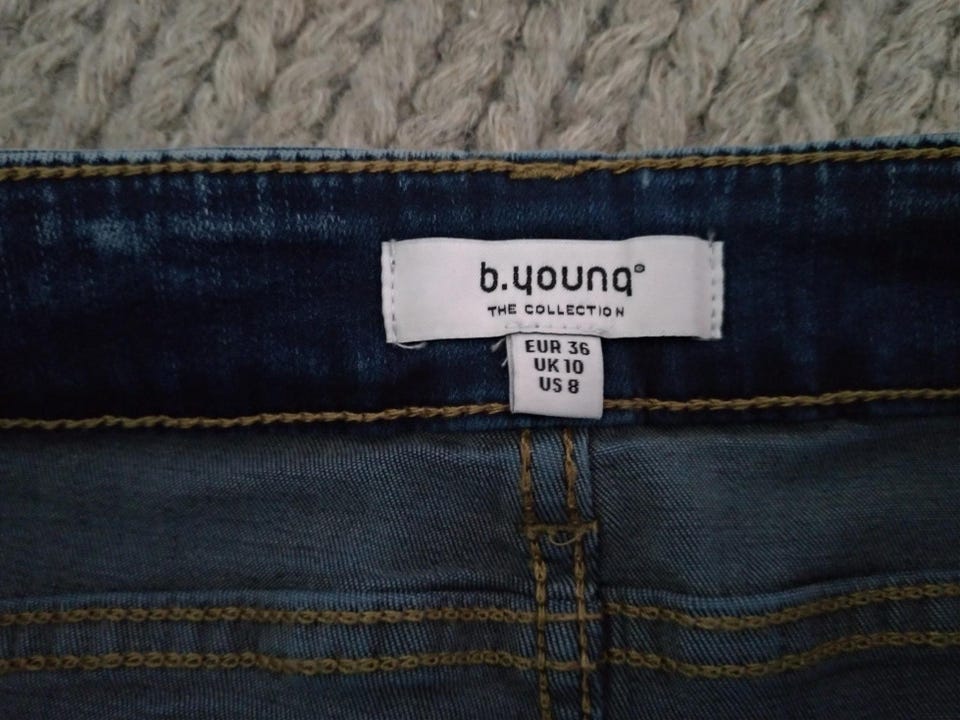 b.young®
THE COLLECTION
EUR 36
UK 10
US 8